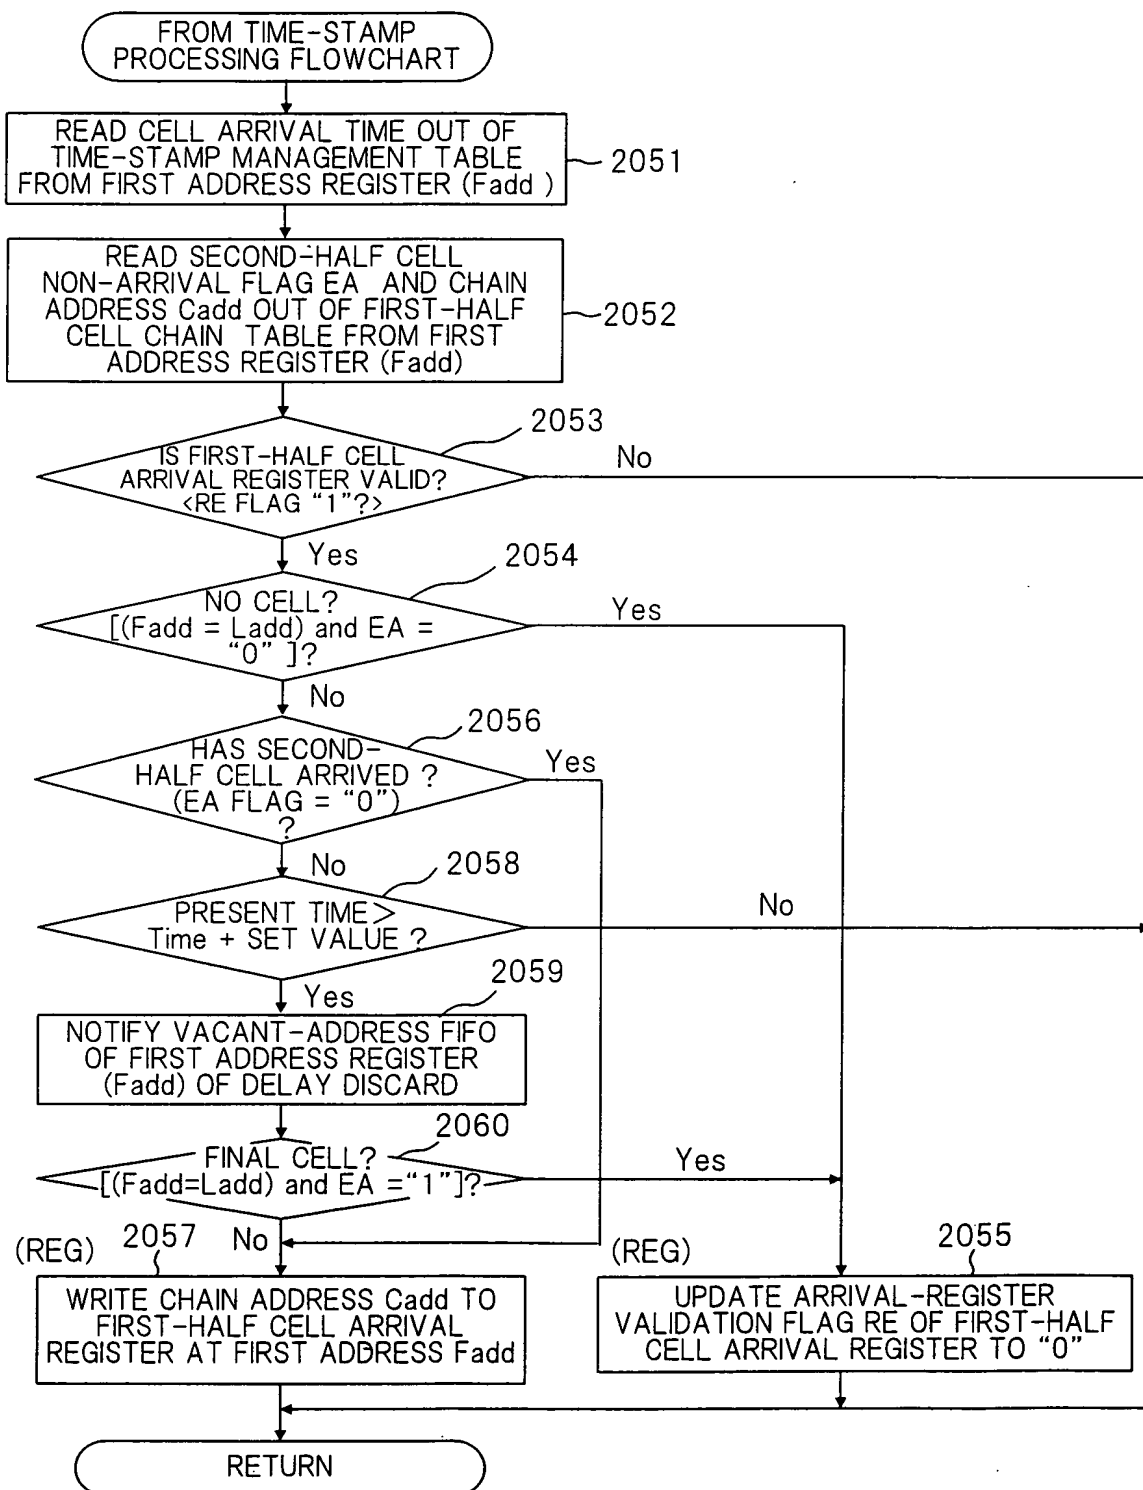 FROM TIME-STAMP
PROCESSING FLOWCHART
READ CELL ARRIVAL TIME OUT OF
TIME-STAMP MANAGEMENT TABLE
FROM FIRST ADDRESS REGISTER (Fadd )
2051
READ SECOND-HALF CELL
NON-ARRIVAL FLAG EA AND CHAIN
ADDRESS Cadd OUT OF FIRST-HALF
CELL CHAIN TABLE FROM FIRST
ADDRESS REGISTER (Fadd)
2052
2053
IS FIRST-HALF CELL
ARRIVAL REGISTER VALID?
<RE FLAG “1”?>
No
Yes
2054
NO CELL?
[(Fadd = Ladd) and EA =
“0” ]?
Yes
No
2056
HAS SECOND-
HALF CELL ARRIVED ?
(EA FLAG = “0”)
?
Yes
No
2058
PRESENT TIME >
Time + SET VALUE ?
No
Yes
2059
NOTIFY VACANT-ADDRESS FIFO
OF FIRST ADDRESS REGISTER
(Fadd) OF DELAY DISCARD
2060
FINAL CELL?
[(Fadd=Ladd) and EA =“1”]?
Yes
No
(REG)
2057
WRITE CHAIN ADDRESS Cadd TO
FIRST-HALF CELL ARRIVAL
REGISTER AT FIRST ADDRESS Fadd
(REG)
2055
UPDATE ARRIVAL-REGISTER
VALIDATION FLAG RE OF FIRST-HALF
CELL ARRIVAL REGISTER TO “0”
RETURN